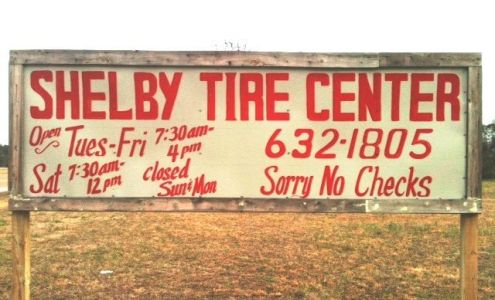 SHELBY TIRE CENTER
Open Tues-Fri 7:30am-4pm
Sat 7:30am-12pm
closed Sun & Mon
632-1805
Sorry No Checks